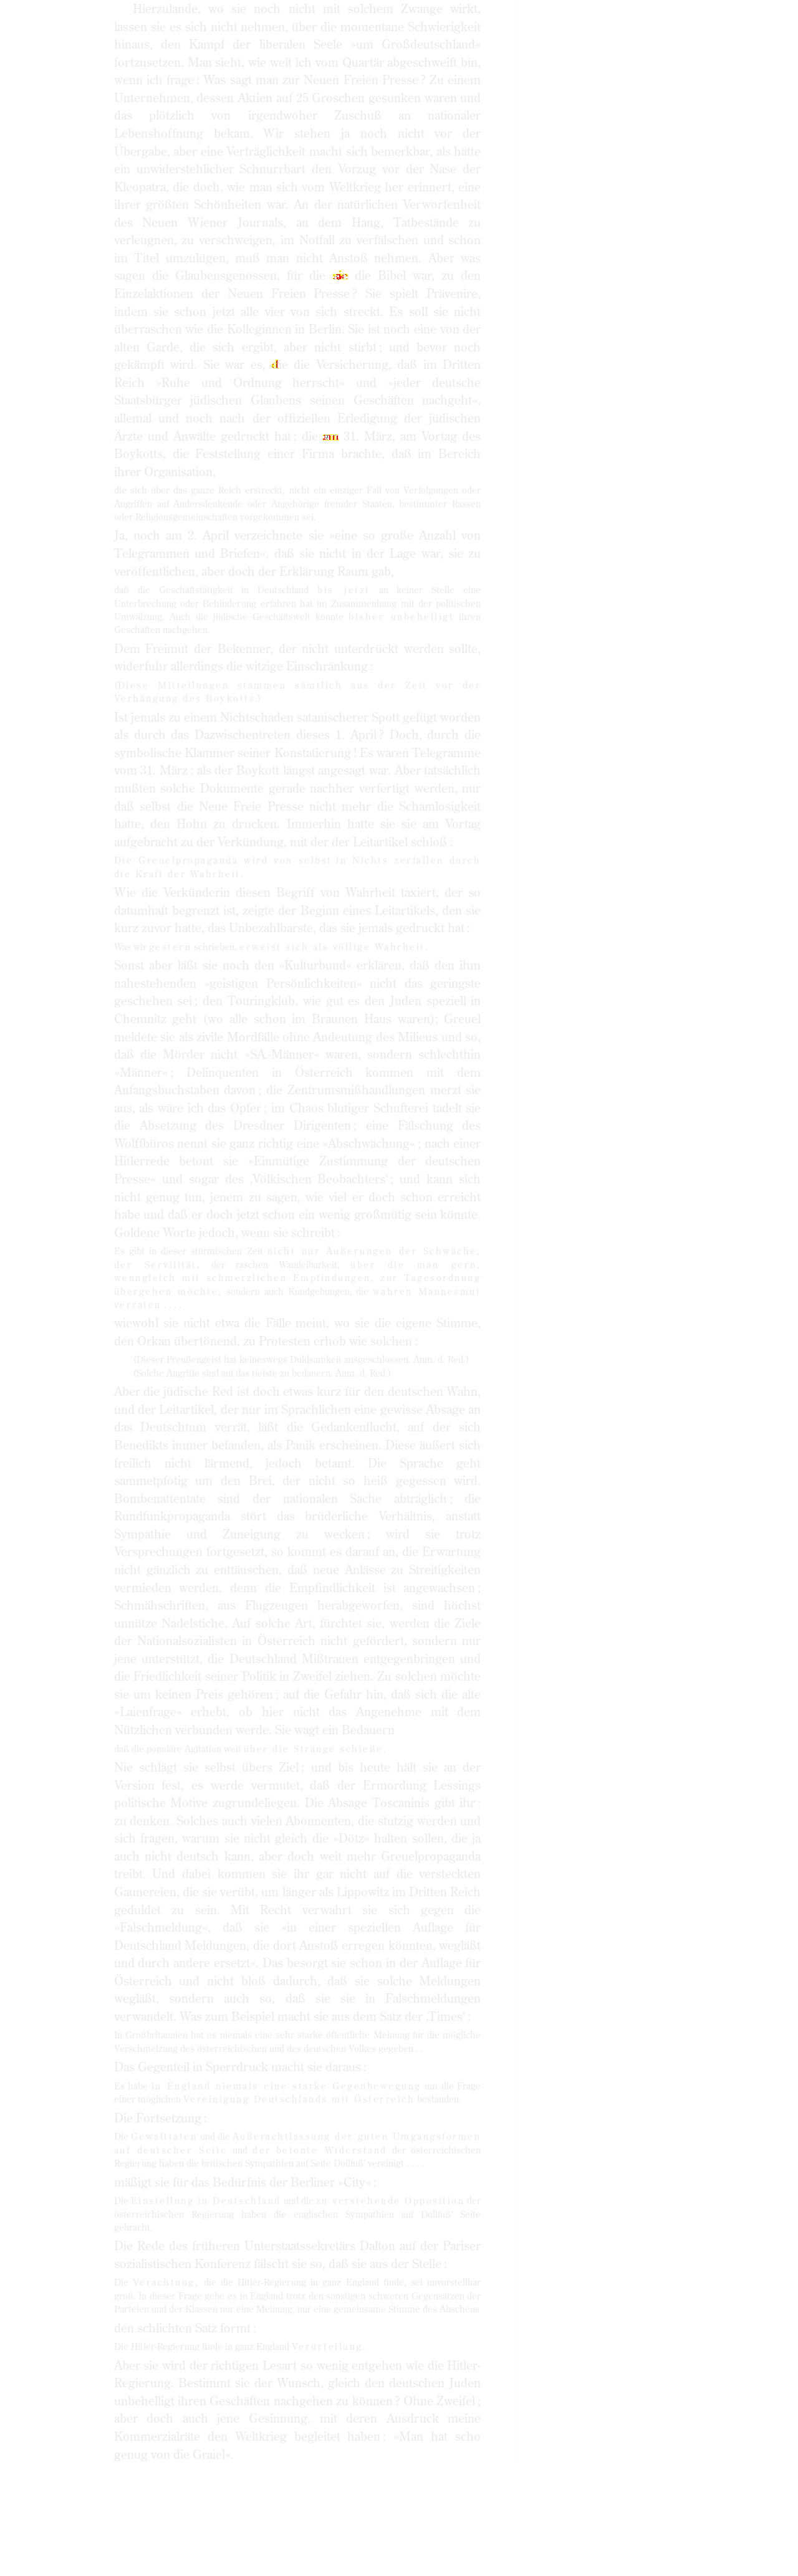 Hierzulande, wo sie noch nicht mit solchem Zwange wirkt,
lassen sie es sich nicht nehmen, über die momentane Schwierigkeit
hinaus, den Kampf der liberalen Seele »um Großdeutschland«
fortzusetzen. Man sieht, wie weit ich vom Quartär abgeschweift bin,
wenn ich frage : Was sagt man zur Neuen Freien Presse ? Zu einem
Unternehmen, dessen Aktien auf 25 Groschen gesunken waren und
das plötzlich von irgendwoher Zuschuß an nationaler
Lebenshoffnung bekam. Wir stehen ja noch nicht vor der
Übergabe, aber eine Verträglichkeit macht sich bemerkbar, als hätte
ein unwiderstehlicher Schnurrbart den Vorzug vor der Nase der
Kleopatra, die doch, wie man sich vom Weltkrieg her erinnert, eine
ihrer größten Schönheiten war. An der natürlichen Verworfenheit
des Neuen Wiener Journals, an dem Hang, Tatbestände zu
verleugnen, zu verschweigen, im Notfall zu verfälschen und schon
im Titel umzulügen, muß man nicht Anstoß nehmen. Aber was
sagen die Glaubensgenossen, für die sie die Bibel war, zu den
Einzelaktionen der Neuen Freien Presse ? Sie spielt Prävenire,
indem sie schon jetzt alle vier von sich streckt. Es soll sie nicht
überraschen wie die Kolleginnen in Berlin. Sie ist noch eine von der
alten Garde, die sich ergibt, aber nicht stirbt ; und bevor noch
gekämpft wird. Sie war es, die die Versicherung, daß im Dritten
Reich »Ruhe und Ordnung herrscht« und »jeder deutsche
Staatsbürger jüdischen Glaubens seinen Geschäften nachgeht«,
allemal und noch nach der offiziellen Erledigung der jüdischen
Ärzte und Anwälte gedruckt hat ; die am 31. März, am Vortag des
Boykotts, die Feststellung einer Firma brachte, daß im Bereich
ihrer Organisation,
die sich über das ganze Reich erstreckt, nicht ein einziger Fall von Verfolgungen oder
Angriffen auf Andersdenkende oder Angehörige fremder Staaten, bestimmter Rassen
oder Religionsgemeinschaften vorgekommen sei.
Ja, noch am 2. April verzeichnete sie »eine so große Anzahl von
Telegrammen und Briefen«, daß sie nicht in der Lage war, sie zu
veröffentlichen, aber doch der Erklärung Raum gab,
daß die Geschäftstätigkeit in Deutschland bis jetzt an keiner Stelle eine
Unterbrechung oder Behinderung erfahren hat im Zusammenhang mit der politischen
Umwälzung. Auch die jüdische Geschäftswelt konnte bisher unbehelligt ihren
Geschäften nachgehen.
Dem Freimut der Bekenner, der nicht unterdrückt werden sollte,
widerfuhr allerdings die witzige Einschränkung :
(Diese Mitteilungen stammen sämtlich aus der Zeit vor der
Verhängung des Boykotts.)
Ist jemals zu einem Nichtschaden satanischerer Spott gefügt worden
als durch das Dazwischentreten dieses 1. April ? Doch, durch die
symbolische Klammer seiner Konstatierung ! Es waren Telegramme
vom 31. März : als der Boykott längst angesagt war. Aber tatsächlich
mußten solche Dokumente gerade nachher verfertigt werden, nur
daß selbst die Neue Freie Presse nicht mehr die Schamlosigkeit
hatte, den Hohn zu drucken. Immerhin hatte sie sie am Vortag
aufgebracht zu der Verkündung, mit der der Leitartikel schloß :
Die Greuelpropaganda wird von selbst in Nichts zerfallen durch
die Kraft der Wahrheit.
Wie die Verkünderin diesen Begriff von Wahrheit taxiert, der so
datumhaft begrenzt ist, zeigte der Beginn eines Leitartikels, den sie
kurz zuvor hatte, das Unbezahlbarste, das sie jemals gedruckt hat :
Was wir gestern schrieben, erweist sich als völlige Wahrheit.
Sonst aber läßt sie noch den »Kulturbund« erklären, daß den ihm
nahestehenden »geistigen Persönlichkeiten« nicht das geringste
geschehen sei ; den Touringklub, wie gut es den Juden speziell in
Chemnitz geht (wo alle schon im Braunen Haus waren); Greuel
meldete sie als zivile Mordfälle ohne Andeutung des Milieus und so,
daß die Mörder nicht »SA.-Männer« waren, sondern schlechthin
»Männer« ; Delinquenten in Österreich kommen mit dem
Anfangsbuchstaben davon ; die Zentrumsmißhandlungen merzt sie
aus, als wäre ich das Opfer ; im Chaos blutiger Schufterei tadelt sie
die Absetzung des Dresdner Dirigenten ; eine Fälschung des
Wolffbüros nennt sie ganz richtig eine »Abschwächung« ; nach einer
Hitlerrede betont sie »Einmütige Zustimmung der deutschen
Presse« und sogar des ‚Völkischen Beobachters‘ ; und kann sich
nicht genug tun, jenem zu sagen, wie viel er doch schon erreicht
habe und daß er doch jetzt schon ein wenig großmütig sein könnte.
Goldene Worte jedoch, wenn sie schreibt :
Es gibt in dieser stürmischen Zeit nicht nur Äußerungen der Schwäche,
der Servilität, der raschen Wandelbarkeit, über die man gern,
wenngleich mit schmerzlichen Empfindungen, zur Tagesordnung
übergehen möchte, sondern auch Kundgebungen, die wahren Mannesmut
verraten. . . .
wiewohl sie nicht etwa die Fälle meint, wo sie die eigene Stimme,
den Orkan übertönend, zu Protesten erhob wie solchen :
(Dieser Preußengeist hat keineswegs Duldsamkeit ausgeschlossen. Anm. d. Red.)
(Solche Angriffe sind auf das tiefste zu bedauern. Anm. d. Red.)
Aber die jüdische Red ist doch etwas kurz für den deutschen Wahn,
und der Leitartikel, der nur im Sprachlichen eine gewisse Absage an
das Deutschtum verrät, läßt die Gedankenflucht, auf der sich
Benedikts immer befanden, als Panik erscheinen. Diese äußert sich
freilich nicht lärmend, jedoch betamt. Die Sprache geht
sammetpfotig um den Brei, der nicht so heiß gegessen wird.
Bombenattentate sind der nationalen Sache abträglich ; die
Rundfunkpropaganda stört das brüderliche Verhältnis, anstatt
Sympathie und Zuneigung zu wecken ; wird sie trotz
Versprechungen fortgesetzt, so kommt es darauf an, die Erwartung
nicht gänzlich zu enttäuschen, daß neue Anlässe zu Streitigkeiten
vermieden werden, denn die Empfindlichkeit ist angewachsen ;
Schmähschriften, aus Flugzeugen herabgeworfen, sind höchst
unnütze Nadelstiche. Auf solche Art, fürchtet sie, werden die Ziele
der Nationalsozialisten in Österreich nicht gefördert, sondern nur
jene unterstützt, die Deutschland Mißtrauen entgegenbringen und
die Friedlichkeit seiner Politik in Zweifel ziehen. Zu solchen möchte
sie um keinen Preis gehören ; auf die Gefahr hin, daß sich die alte
»Laienfrage« erhebt, ob hier nicht das Angenehme mit dem
Nützlichen verbunden werde. Sie wagt ein Bedauern
daß die populäre Agitation weit über die Stränge schieße.
Nie schlägt sie selbst übers Ziel ; und bis heute hält sie an der
Version fest, es werde vermutet, daß der Ermordung Lessings
politische Motive zugrundeliegen. Die Absage Toscaninis gibt ihr :
zu denken. Solches auch vielen Abonnenten, die stutzig werden und
sich fragen, warum sie nicht gleich die »Dötz« halten sollen, die ja
auch nicht deutsch kann, aber doch weit mehr Greuelpropaganda
treibt. Und dabei kommen sie ihr gar nicht auf die versteckten
Gaunereien, die sie verübt, um länger als Lippowitz im Dritten Reich
geduldet zu sein. Mit Recht verwahrt sie sich gegen die
»Falschmeldung«, daß sie »in einer speziellen Auflage für
Deutschland Meldungen, die dort Anstoß erregen könnten, wegläßt
und durch andere ersetzt«. Das besorgt sie schon in der Auflage für
Österreich und nicht bloß dadurch, daß sie solche Meldungen
wegläßt, sondern auch so, daß sie sie in Falschmeldungen
verwandelt. Was zum Beispiel macht sie aus dem Satz der ‚Times‘ :
In Großbritannien hat es niemals eine sehr starke öffentliche Meinung für die mögliche
Verschmelzung des österreichischen und des deutschen Volkes gegeben . .
Das Gegenteil in Sperrdruck macht sie daraus :
Es habe in England niemals eine starke Gegenbewegung um die Frage
einer möglichen Vereinigung Deutschlands mit Österreich bestanden.
Die Fortsetzung :
Die Gewalttaten und die Außerachtlassung der guten Umgangsformen
auf deutscher Seite und der betonte Widerstand der österreichischen
Regierung haben die britischen Sympathien auf Seite Dollfuß' vereinigt . . . .
mäßigt sie für das Bedürfnis der Berliner »City« :
Die Einstellung in Deutschland und die zu verstehende Opposition der
österreichischen Regierung haben die englischen Sympathien auf Dollfuß' Seite
gebracht.
Die Rede des früheren Unterstaatssekretärs Dalton auf der Pariser
sozialistischen Konferenz fälscht sie so, daß sie aus der Stelle :
Die Verachtung, die die Hitler-Regierung in ganz England finde, sei unvorstellbar
groß. In dieser Frage gebe es in England trotz den sonstigen schweren Gegensätzen der
Parteien und der Klassen nur eine Meinung, nur eine gemeinsame Stimme des Abscheus
den schlichten Satz formt :
Die Hitler-Regierung finde in ganz England Verurteilung.
Aber sie wird der richtigen Lesart so wenig entgehen wie die Hitler-
Regierung. Bestimmt sie der Wunsch, gleich den deutschen Juden
unbehelligt ihren Geschäften nachgehen zu können ? Ohne Zweifel ;
aber doch auch jene Gesinnung, mit deren Ausdruck meine
Kommerzialräte den Weltkrieg begleitet haben : »Man hat scho
genug von die Graiel«.